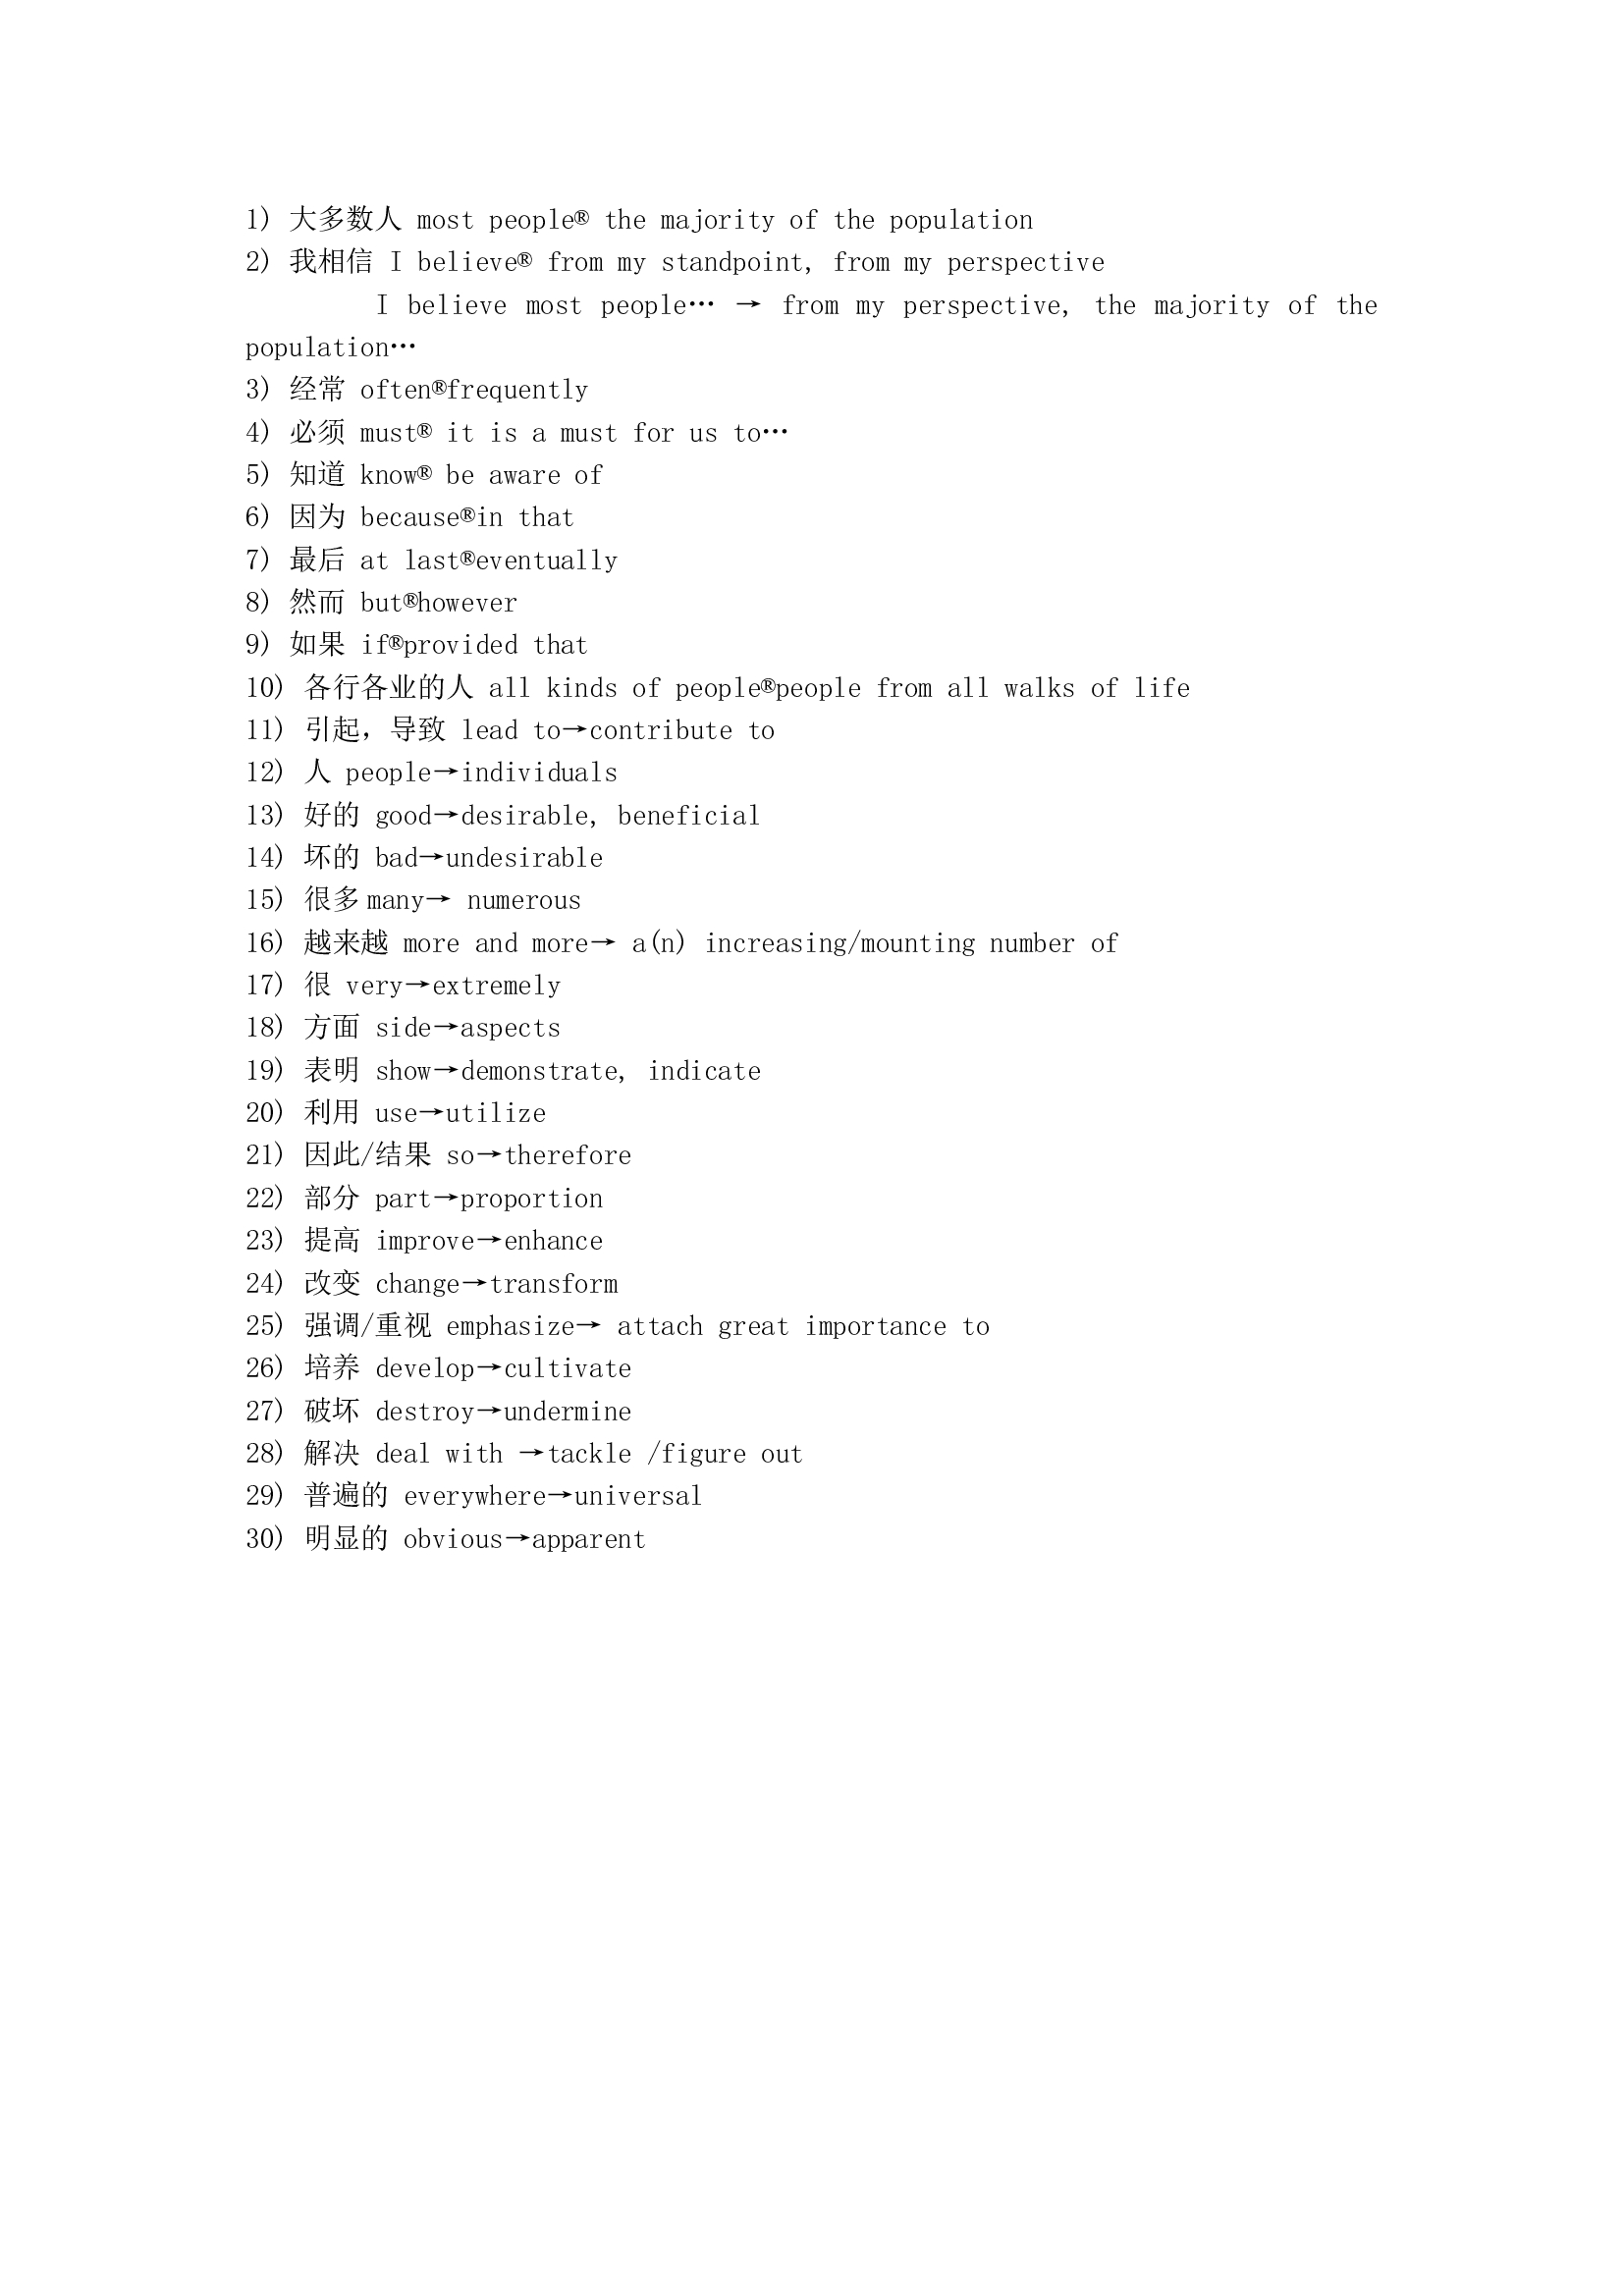 1) 大多数人 most people® the majority of the population
2) 我相信 I believe® from my standpoint, from my perspective
I believe most people… → from my perspective, the majority of the
population…
3) 经常 often®frequently
4) 必须 must® it is a must for us to…
5) 知道 know® be aware of
6) 因为 because®in that
7) 最后 at last®eventually
8) 然而 but®however
9) 如果 if®provided that
10) 各行各业的人 all kinds of people®people from all walks of life
11) 引起，导致 lead to→contribute to
12) 人 people→individuals
13) 好的 good→desirable, beneficial
14) 坏的 bad→undesirable
15) 很多 many→ numerous
16) 越来越 more and more→ a(n) increasing/mounting number of
17) 很 very→extremely
18) 方面 side→aspects
19) 表明 show→demonstrate, indicate
20) 利用 use→utilize
21) 因此/结果 so→therefore
22) 部分 part→proportion
23) 提高 improve→enhance
24) 改变 change→transform
25) 强调/重视 emphasize→ attach great importance to
26) 培养 develop→cultivate
27) 破坏 destroy→undermine
28) 解决 deal with →tackle /figure out
29) 普遍的 everywhere→universal
30) 明显的 obvious→apparent